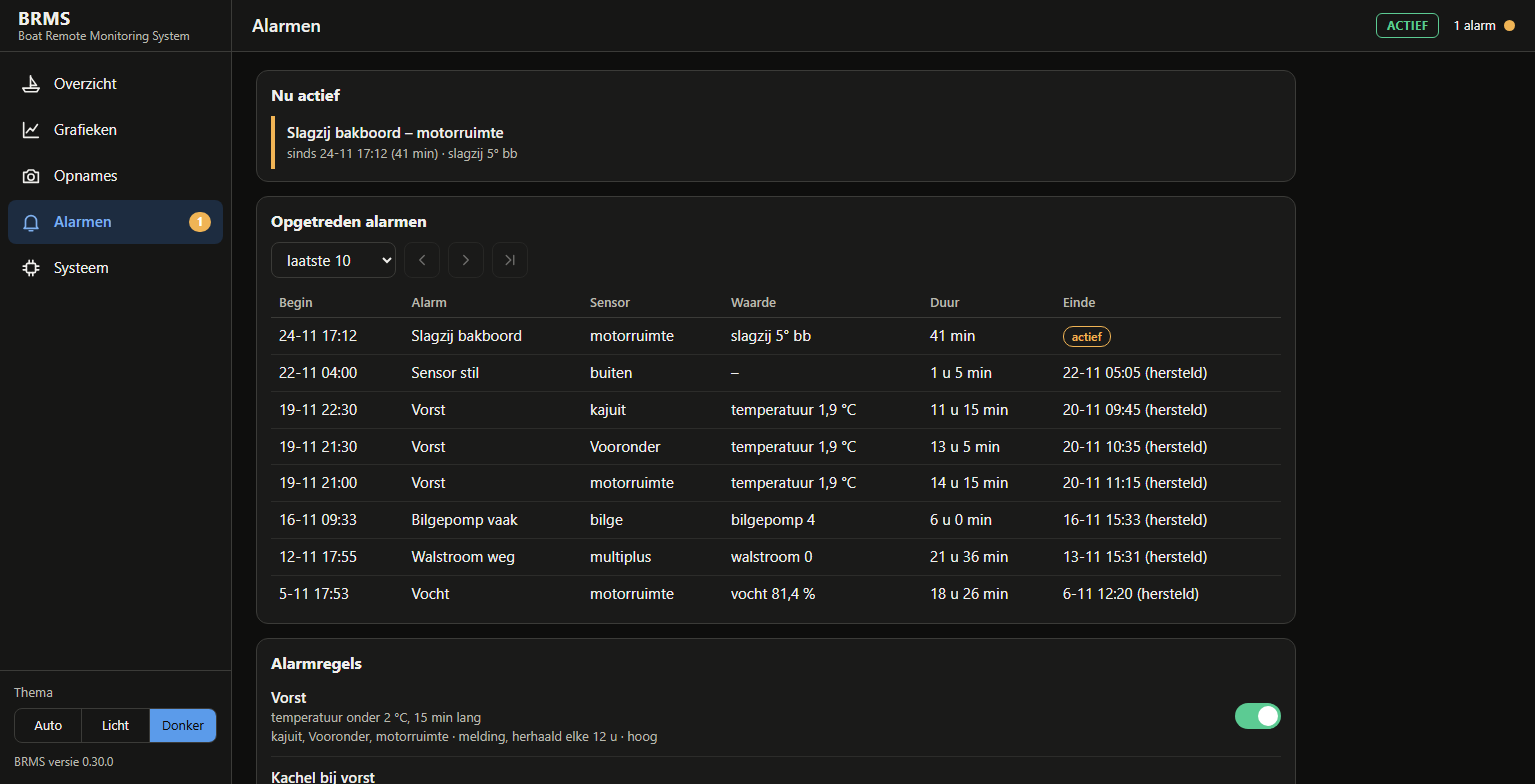 BRMS
Boat Remote Monitoring System
Alarmen
ACTIEF
1 alarm
Overzicht
Grafieken
Opnames
Alarmen 1
Systeem
Thema
Auto Licht Donker
BRMS versie 0.30.0
Nu actief
Slagzij bakboord – motorruimte
sinds 24-11 17:12 (41 min) · slagzij 5° bb
Opgetreden alarmen
laatste 10
Begin Alarm Sensor Waarde Duur Einde
24-11 17:12 Slagzij bakboord motorruimte slagzij 5° bb 41 min actief
22-11 04:00 Sensor stil buiten – 1 u 5 min 22-11 05:05 (hersteld)
19-11 22:30 Vorst kajuit temperatuur 1,9 °C 11 u 15 min 20-11 09:45 (hersteld)
19-11 21:30 Vorst Vooronder temperatuur 1,9 °C 13 u 5 min 20-11 10:35 (hersteld)
19-11 21:00 Vorst motorruimte temperatuur 1,9 °C 14 u 15 min 20-11 11:15 (hersteld)
16-11 09:33 Bilgepomp vaak bilge bilgepomp 4 6 u 0 min 16-11 15:33 (hersteld)
12-11 17:55 Walstroom weg multiplus walstroom 0 21 u 36 min 13-11 15:31 (hersteld)
5-11 17:53 Vocht motorruimte vocht 81,4 % 18 u 26 min 6-11 12:20 (hersteld)
Alarmregels
Vorst
temperatuur onder 2 °C, 15 min lang
kajuit, Vooronder, motorruimte · melding, herhaald elke 12 u · hoog
Kachel bij vorst